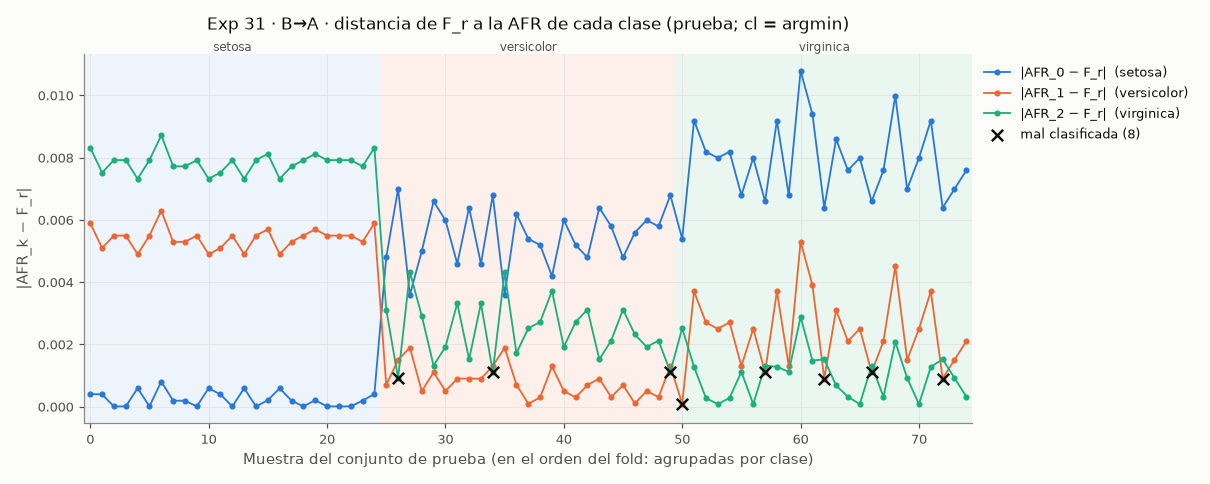 Exp 31 · B→A · distancia de F_r a la AFR de cada clase (prueba; cl = argmin)
setosa versicolor virginica
|AFR_0 − F_r| (setosa)
|AFR_1 − F_r| (versicolor)
|AFR_2 − F_r| (virginica)
mal clasificada (8)
|AFR_k − F_r|
0.010
0.008
0.006
0.004
0.002
0.000
0 10 20 30 40 50 60 70
Muestra del conjunto de prueba (en el orden del fold: agrupadas por clase)